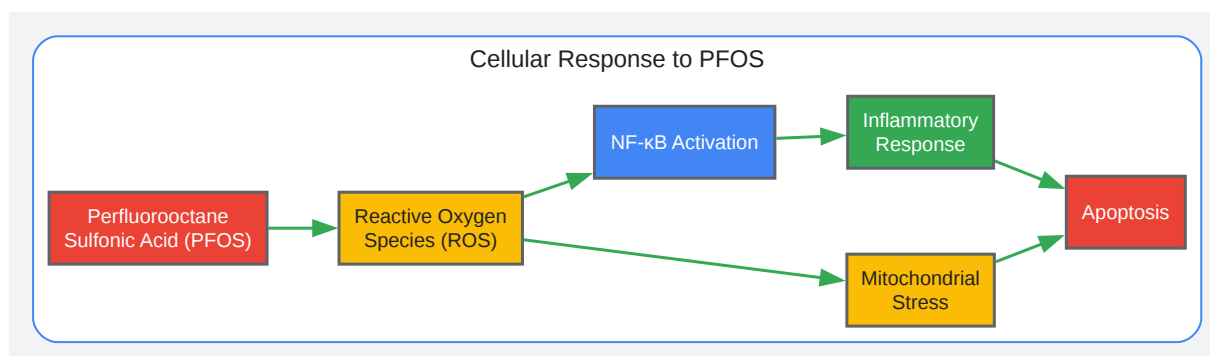 Cellular Response to PFOS
Perfluorooctane
Sulfonic Acid (PFOS)
Reactive Oxygen
Species (ROS)
NF-κB Activation
Inflammatory
Response
Mitochondrial
Stress
Apoptosis